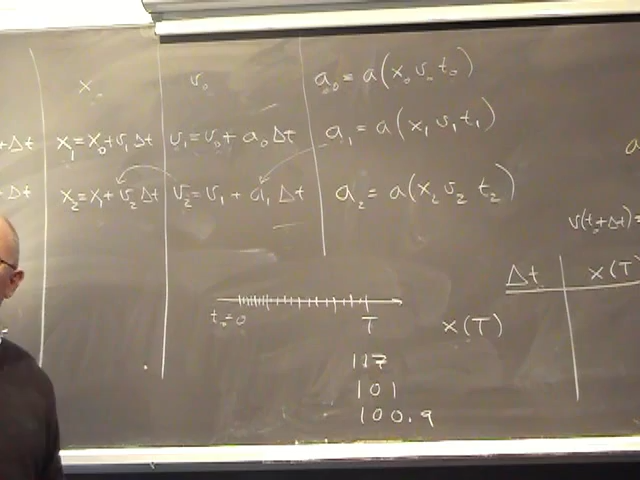 x v₀ a₀ = a(x₀ v₀ t₀)
+Δt x₁ = x₀ + v₁ Δt v₁ = v₀ + a₀ Δt a₁ = a(x₁ v₁ t₁)
+Δt x₂ = x₁ + v₂ Δt v₂ = v₁ + a₁ Δt a₂ = a(x₂ v₂ t₂)
a
v(t₀+Δt) =
Δt x(T)
t₀=0 T x(T)
117
101
100.9